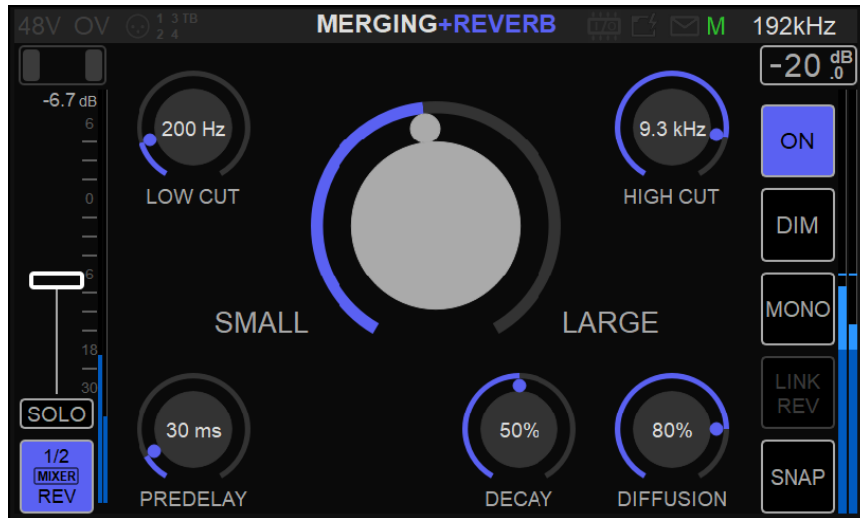 48V OV 1 3 TB MERGING+REVERB I/O M 192kHz
2 4
-20 dB
.0
-6.7 dB
6
200 Hz
9.3 kHz
ON
LOW CUT
HIGH CUT
0
DIM
6
MONO
SMALL
LARGE
18
30
LINK
REV
SOLO
30 ms
50%
80%
1/2
MIXER
REV
SNAP
PREDELAY
DECAY
DIFFUSION